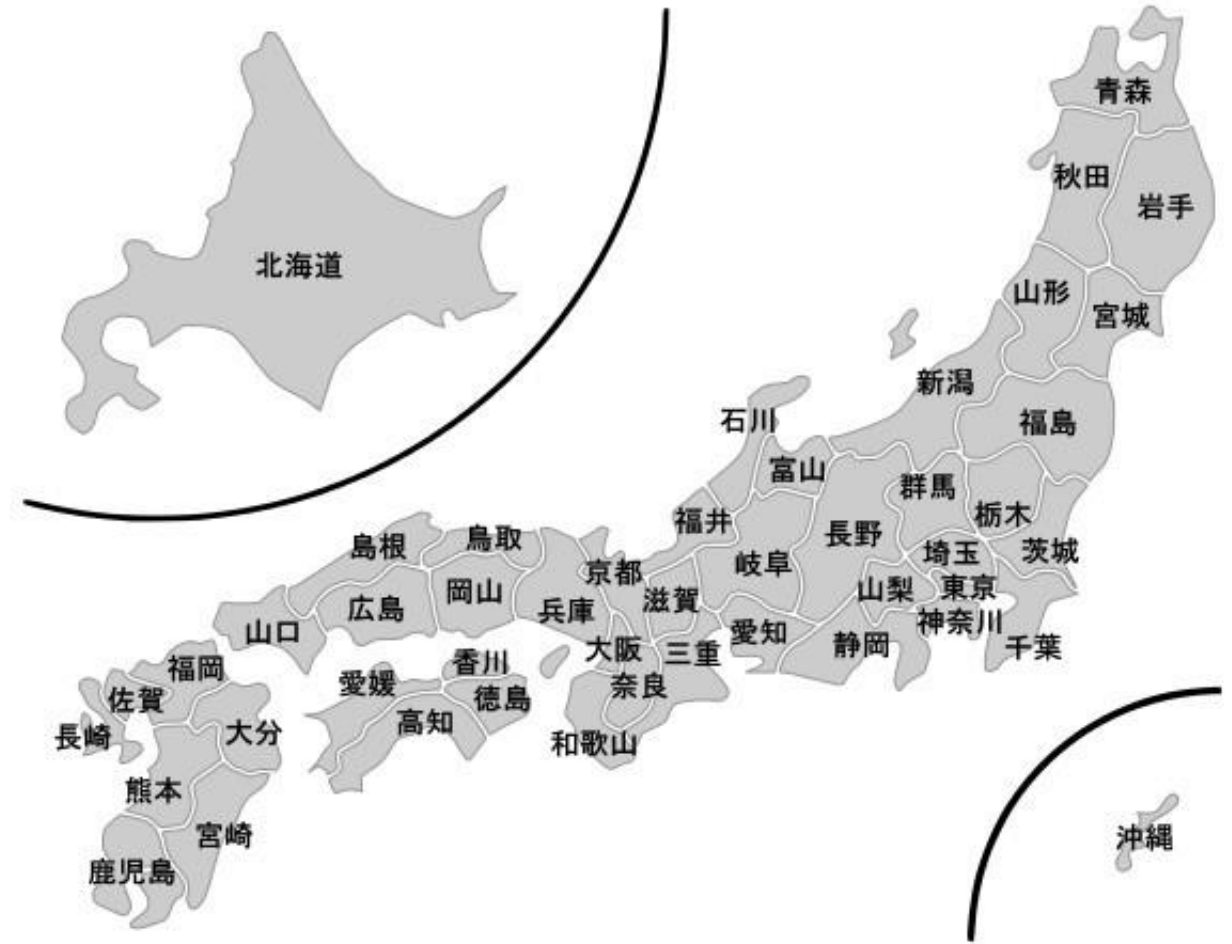 青森
秋田
岩手
北海道
山形
宮城
新潟
石川
福島
富山
群馬
福井
栃木
長野
鳥取
島根
埼玉
茨城
岐阜
京都
東京
岡山
山梨
滋賀
広島
兵庫
神奈川
山口
愛知
静岡
千葉
大阪
三重
香川
福岡
愛媛
奈良
徳島
佐賀
高知
大分
長崎
和歌山
熊本
宮崎
沖縄
鹿児島